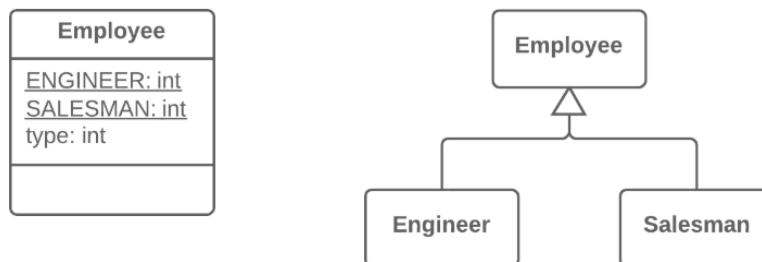 Employee
ENGINEER: int
SALESMAN: int
type: int
Employee
Engineer
Salesman